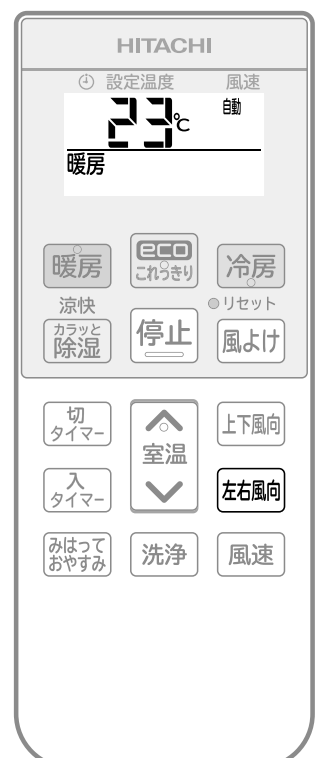 HITACHI
設定温度 風速
23℃ 自動
暖房
暖房 eco これっきり 冷房
涼快 リセット
カラッと 除湿 停止 風よけ
切タイマー 室温 上下風向
入タイマー 左右風向
みはっておやすみ 洗浄 風速